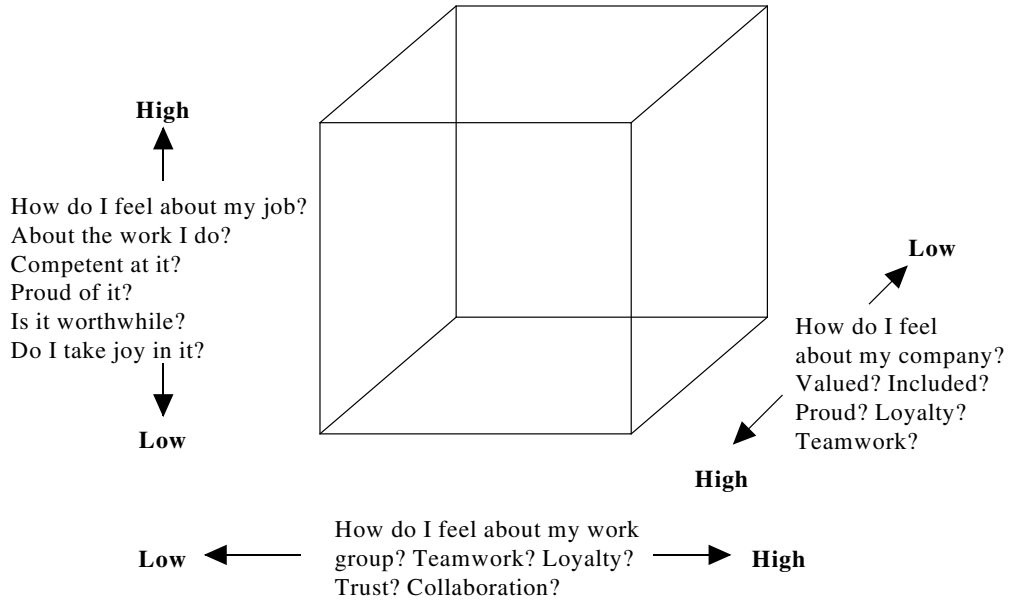 High
How do I feel about my job?
About the work I do?
Competent at it?
Proud of it?
Is it worthwhile?
Do I take joy in it?
Low
Low
How do I feel
about my company?
Valued? Included?
Proud? Loyalty?
Teamwork?
High
Low
How do I feel about my work
group? Teamwork? Loyalty?
Trust? Collaboration?
High